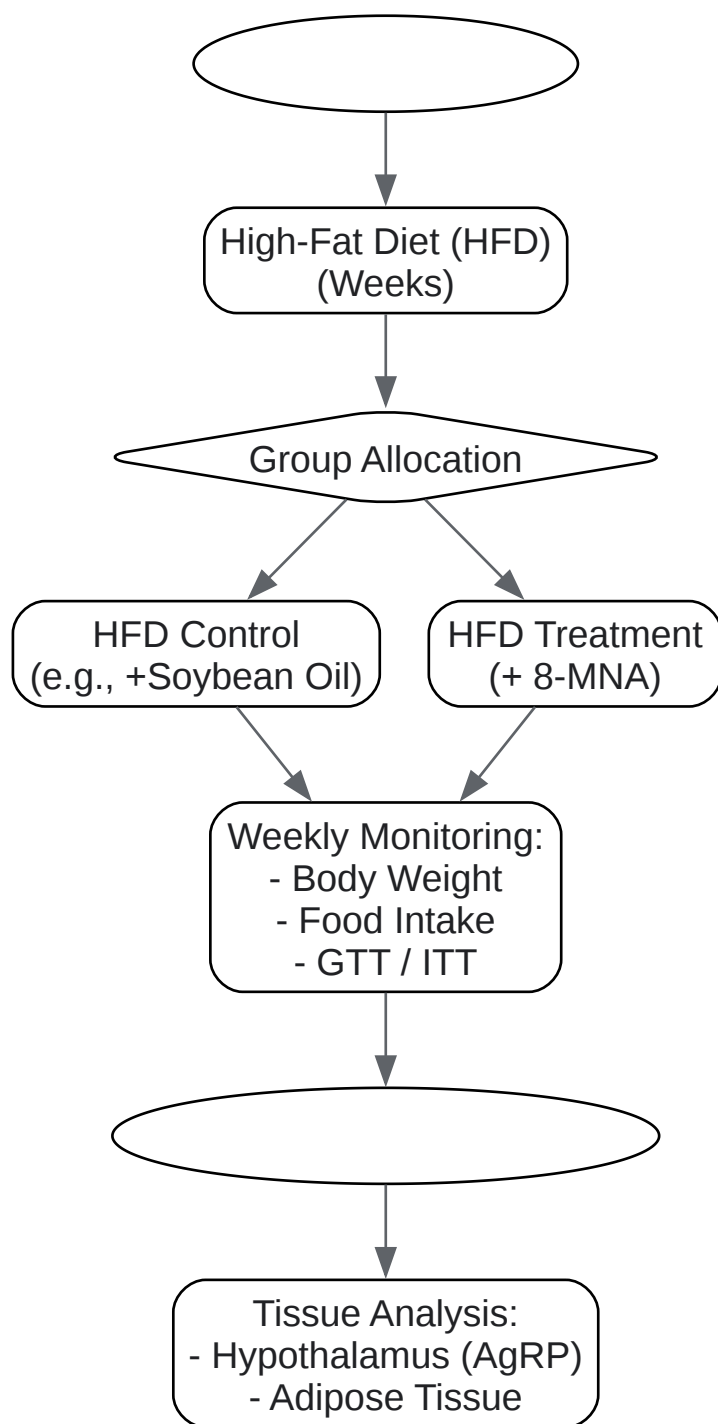 High-Fat Diet (HFD)
(Weeks)
Group Allocation
HFD Control
(e.g., +Soybean Oil)
HFD Treatment
(+ 8-MNA)
Weekly Monitoring:
- Body Weight
- Food Intake
- GTT / ITT
Tissue Analysis:
- Hypothalamus (AgRP)
- Adipose Tissue